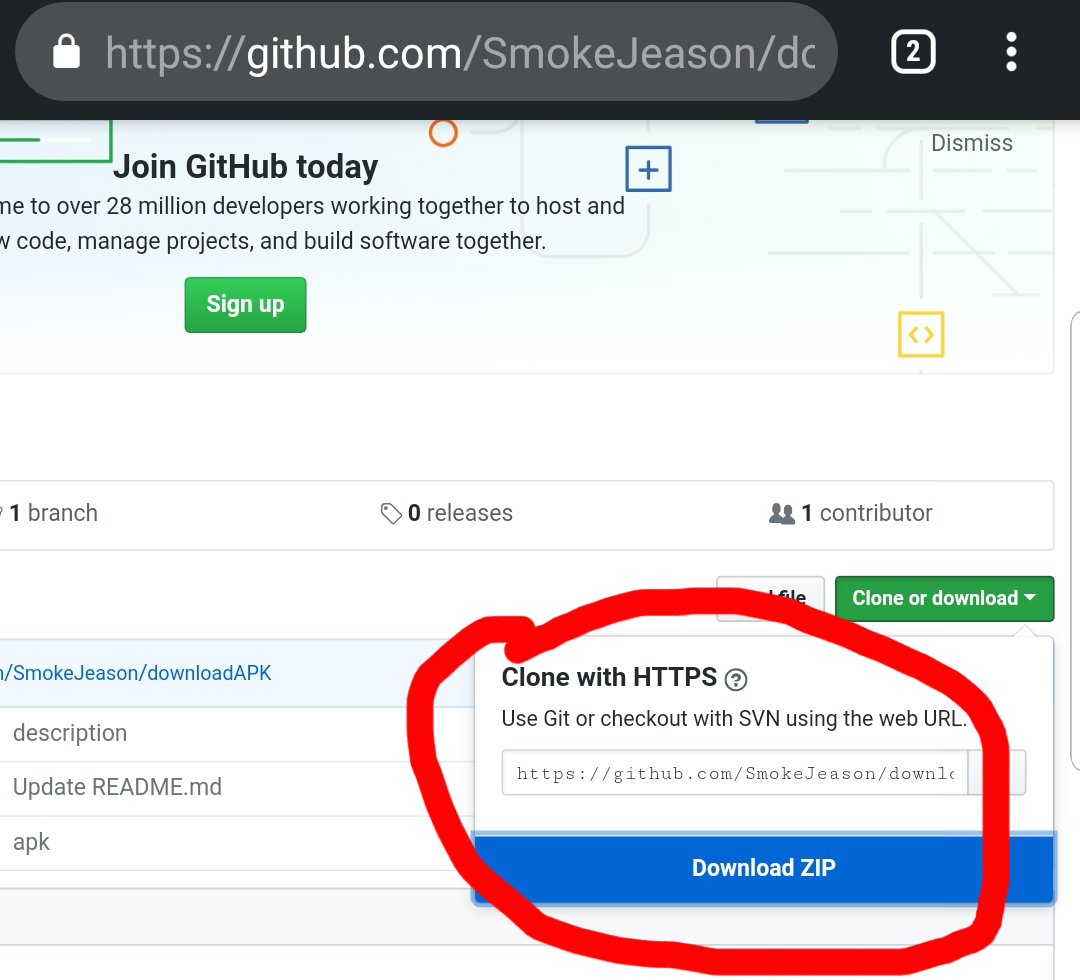 https://github.com/SmokeJeason/dc
2
Dismiss
Join GitHub today
me to over 28 million developers working together to host and
w code, manage projects, and build software together.
Sign up
1 branch
0 releases
1 contributor
file
Clone or download
/SmokeJeason/downloadAPK
Clone with HTTPS ?
Use Git or checkout with SVN using the web URL.
description
https://github.com/SmokeJeason/downlo
Update README.md
apk
Download ZIP